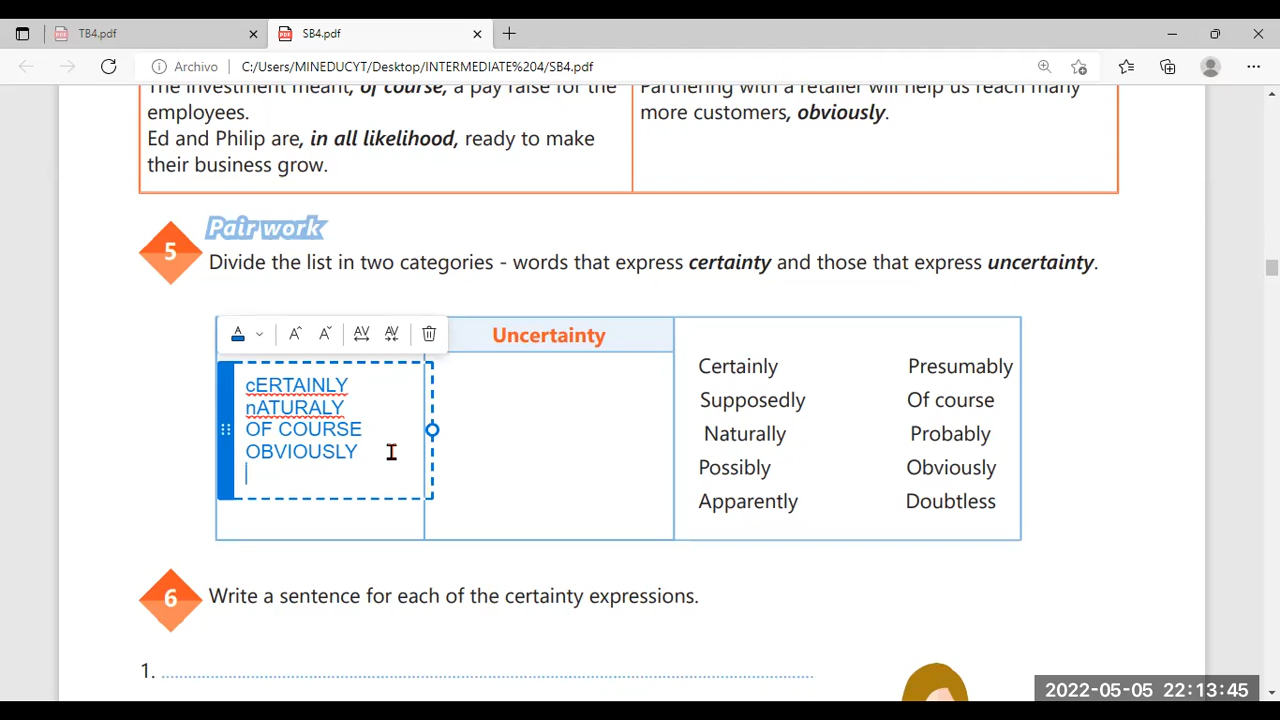 TB4.pdf
SB4.pdf
Archivo C:/Users/MINEDUCYT/Desktop/INTERMEDIATE%204/SB4.pdf
The investment meant, of course, a pay raise for the
employees.
Ed and Philip are, in all likelihood, ready to make
their business grow.
Partnering with a retailer will help us reach many
more customers, obviously.
Pair work
5
Divide the list in two categories - words that express certainty and those that express uncertainty.
Uncertainty
cERTAINLY
nATURALY
OF COURSE
OBVIOUSLY
Certainly Presumably
Supposedly Of course
Naturally Probably
Possibly Obviously
Apparently Doubtless
6
Write a sentence for each of the certainty expressions.
1.
2022-05-05 22:13:45